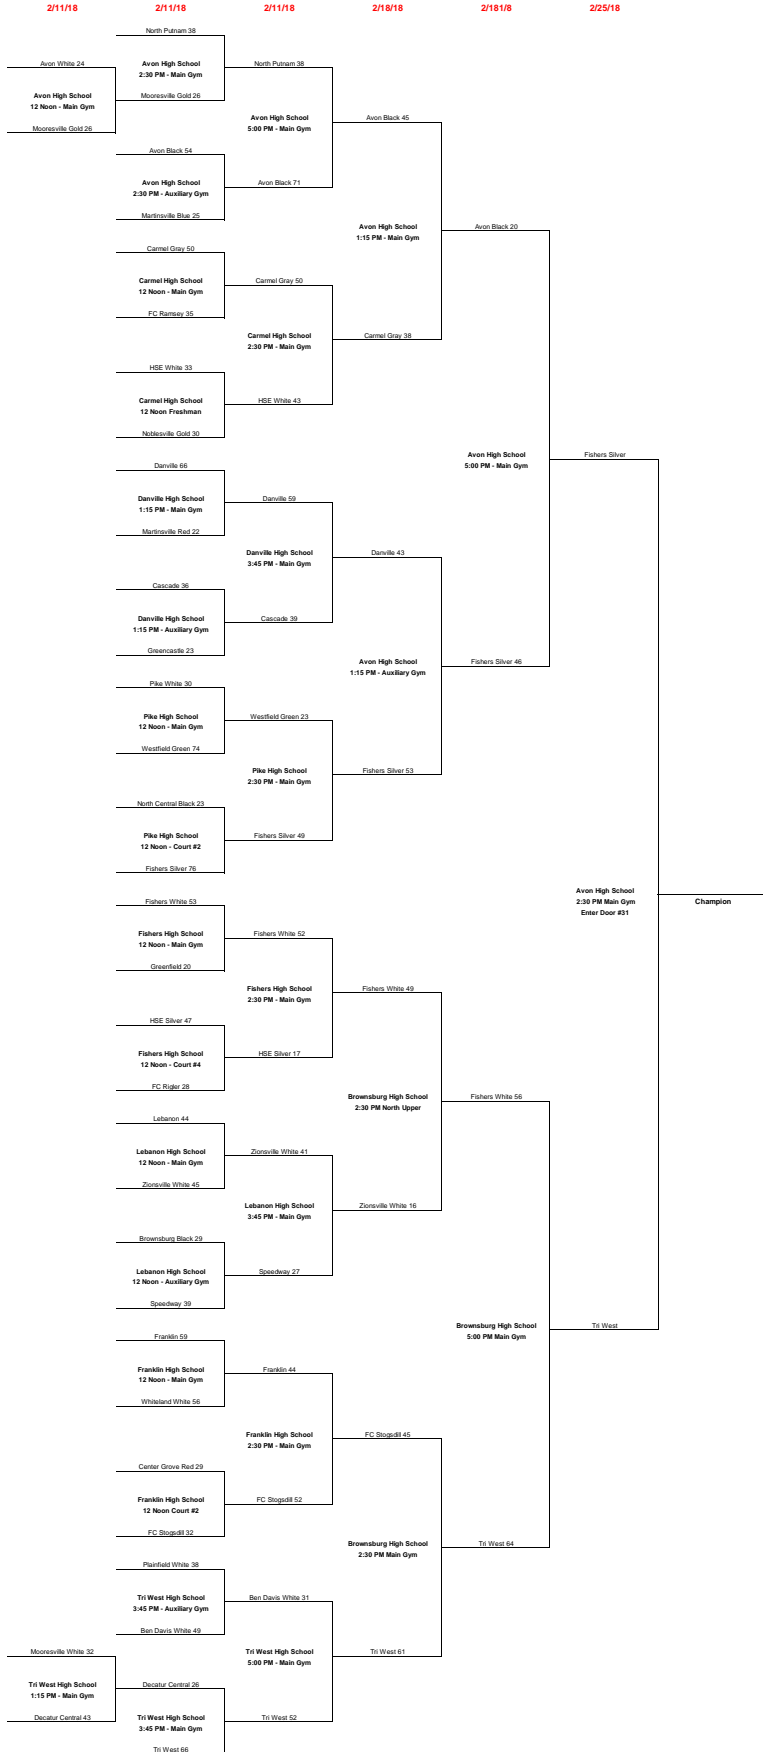 2/11/18 2/11/18 2/11/18 2/18/18 2/181/8 2/25/18
North Putnam 38
Avon White 24
Avon High School
2:30 PM - Main Gym
North Putnam 38
Avon High School
12 Noon - Main Gym
Mooresville Gold 26
Mooresville Gold 26
Avon High School
5:00 PM - Main Gym
Avon Black 45
Avon Black 54
Avon High School
2:30 PM - Auxiliary Gym
Avon Black 71
Martinsville Blue 25
Avon High School
1:15 PM - Main Gym
Avon Black 20
Carmel Gray 50
Carmel High School
12 Noon - Main Gym
Carmel Gray 50
FC Ramsey 35
Carmel High School
2:30 PM - Main Gym
Carmel Gray 38
HSE White 33
Carmel High School
12 Noon Freshman
HSE White 43
Noblesville Gold 30
Avon High School
5:00 PM - Main Gym
Fishers Silver
Danville 66
Danville High School
1:15 PM - Main Gym
Danville 59
Martinsville Red 22
Danville High School
3:45 PM - Main Gym
Danville 43
Cascade 36
Danville High School
1:15 PM - Auxiliary Gym
Cascade 39
Greencastle 23
Avon High School
1:15 PM - Auxiliary Gym
Fishers Silver 46
Pike White 30
Pike High School
12 Noon - Main Gym
Westfield Green 23
Westfield Green 74
Pike High School
2:30 PM - Main Gym
Fishers Silver 53
North Central Black 23
Pike High School
12 Noon - Court #2
Fishers Silver 49
Fishers Silver 76
Avon High School
2:30 PM Main Gym
Enter Door #31
Champion
Fishers White 53
Fishers High School
12 Noon - Main Gym
Fishers White 52
Greenfield 20
Fishers High School
2:30 PM - Main Gym
Fishers White 49
HSE Silver 47
Fishers High School
12 Noon - Court #4
HSE Silver 17
FC Rigler 28
Brownsburg High School
2:30 PM North Upper
Fishers White 56
Lebanon 44
Lebanon High School
12 Noon - Main Gym
Zionsville White 41
Zionsville White 45
Lebanon High School
3:45 PM - Main Gym
Zionsville White 16
Brownsburg Black 29
Lebanon High School
12 Noon - Auxiliary Gym
Speedway 27
Speedway 39
Brownsburg High School
5:00 PM Main Gym
Tri West
Franklin 59
Franklin High School
12 Noon - Main Gym
Franklin 44
Whiteland White 56
Franklin High School
2:30 PM - Main Gym
FC Stogsdill 45
Center Grove Red 29
Franklin High School
12 Noon Court #2
FC Stogsdill 52
FC Stogsdill 32
Brownsburg High School
2:30 PM Main Gym
Tri West 64
Plainfield White 38
Tri West High School
3:45 PM - Auxiliary Gym
Ben Davis White 31
Ben Davis White 49
Mooresville White 32
Tri West High School
5:00 PM - Main Gym
Tri West 61
Tri West High School
1:15 PM - Main Gym
Decatur Central 26
Decatur Central 43
Tri West High School
3:45 PM - Main Gym
Tri West 52
Tri West 66